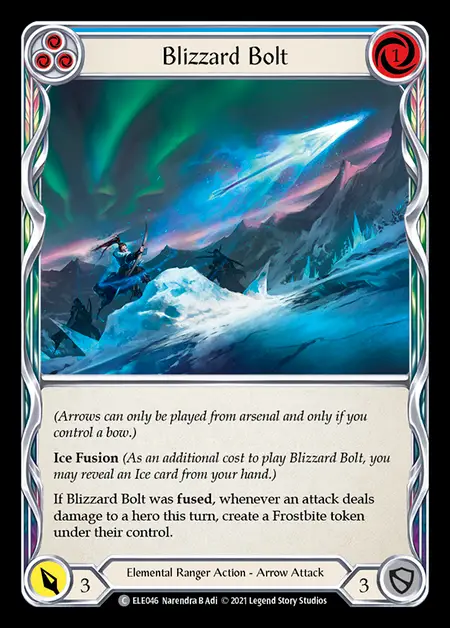 Blizzard Bolt
1
(Arrows can only be played from arsenal and only if you
control a bow.)
Ice Fusion (As an additional cost to play Blizzard Bolt, you
may reveal an Ice card from your hand.)
If Blizzard Bolt was fused, whenever an attack deals
damage to a hero this turn, create a Frostbite token
under their control.
3
Elemental Ranger Action - Arrow Attack
3
C ELE046 Narendra B Adi © 2021 Legend Story Studios